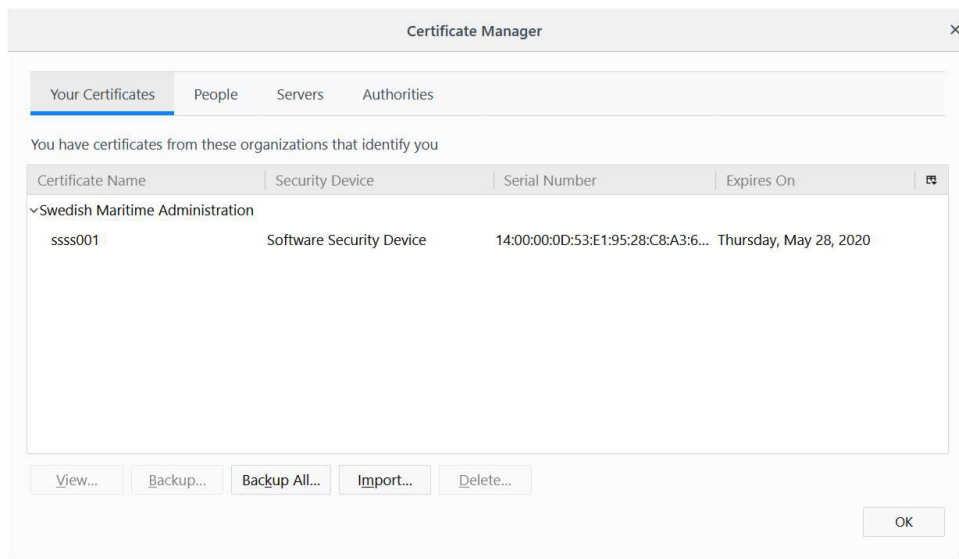 Certificate Manager
Your Certificates People Servers Authorities
You have certificates from these organizations that identify you
Certificate Name Security Device Serial Number Expires On
Swedish Maritime Administration
ssss001 Software Security Device 14:00:00:0D:53:E1:95:28:C8:A3:6... Thursday, May 28, 2020
View... Backup... Backup All... Import... Delete...
OK